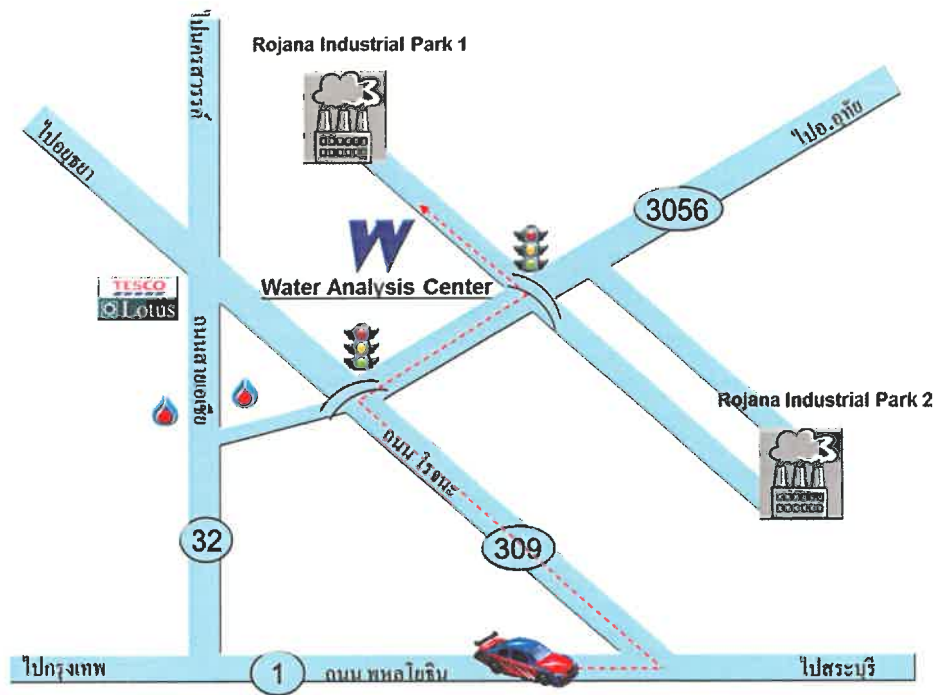 Rojana Industrial Park 1
ไปนครสวรรค์
ไปอยุธยา
ไปอ.อุทัย
3056
W
Water Analysis Center
TESCO
Lotus
ถนนสายเอเซีย
Rojana Industrial Park 2
ถนน โรจนะ
32
309
ไปกรุงเทพ
1
ถนน พหลโยธิน
ไปสระบุรี